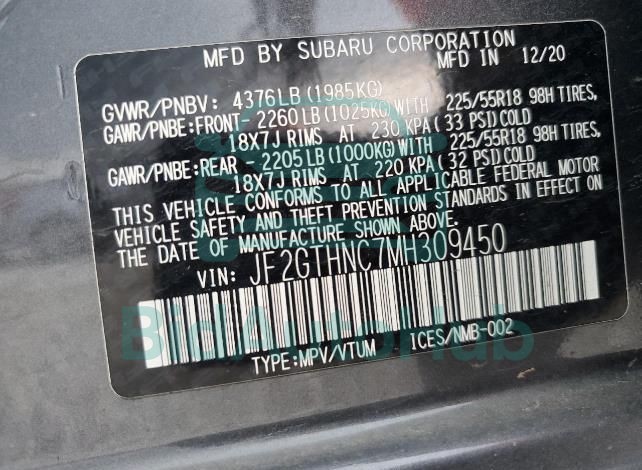 MFD BY SUBARU CORPORATION
MFD IN 12/20
GVWR/PNBV: 4376LB(1985KG)
GAWR/PNBE:FRONT- 2260LB(1025KG)WITH 225/55R18 98H TIRES,
18X7J RIMS AT 230 KPA(33 PSI)COLD
GAWR/PNBE:REAR - 2205LB(1000KG)WITH 225/55R18 98H TIRES,
18X7J RIMS AT 220 KPA(32 PSI)COLD
THIS VEHICLE CONFORMS TO ALL APPLICABLE FEDERAL MOTOR
VEHICLE SAFETY AND THEFT PREVENTION STANDARDS IN EFFECT ON
THE DATE OF MANUFACTURE SHOWN ABOVE.
VIN: JF2GTHNC7MH309450
BidAutoHub
TYPE:MPV/VTUM ICES/NMB-002